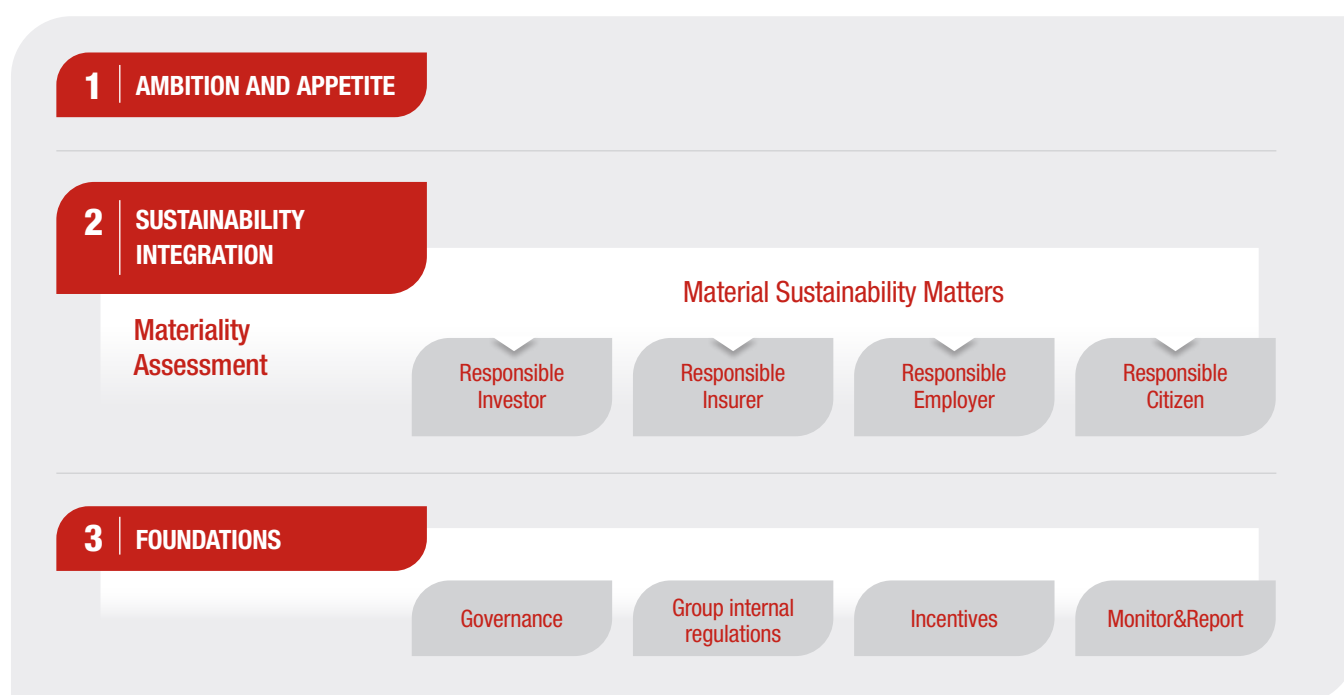 1 AMBITION AND APPETITE
2 SUSTAINABILITY
INTEGRATION
Material Sustainability Matters
Materiality
Assessment
Responsible
Investor
Responsible
Insurer
Responsible
Employer
Responsible
Citizen
3 FOUNDATIONS
Governance
Group internal
regulations
Incentives
Monitor&Report